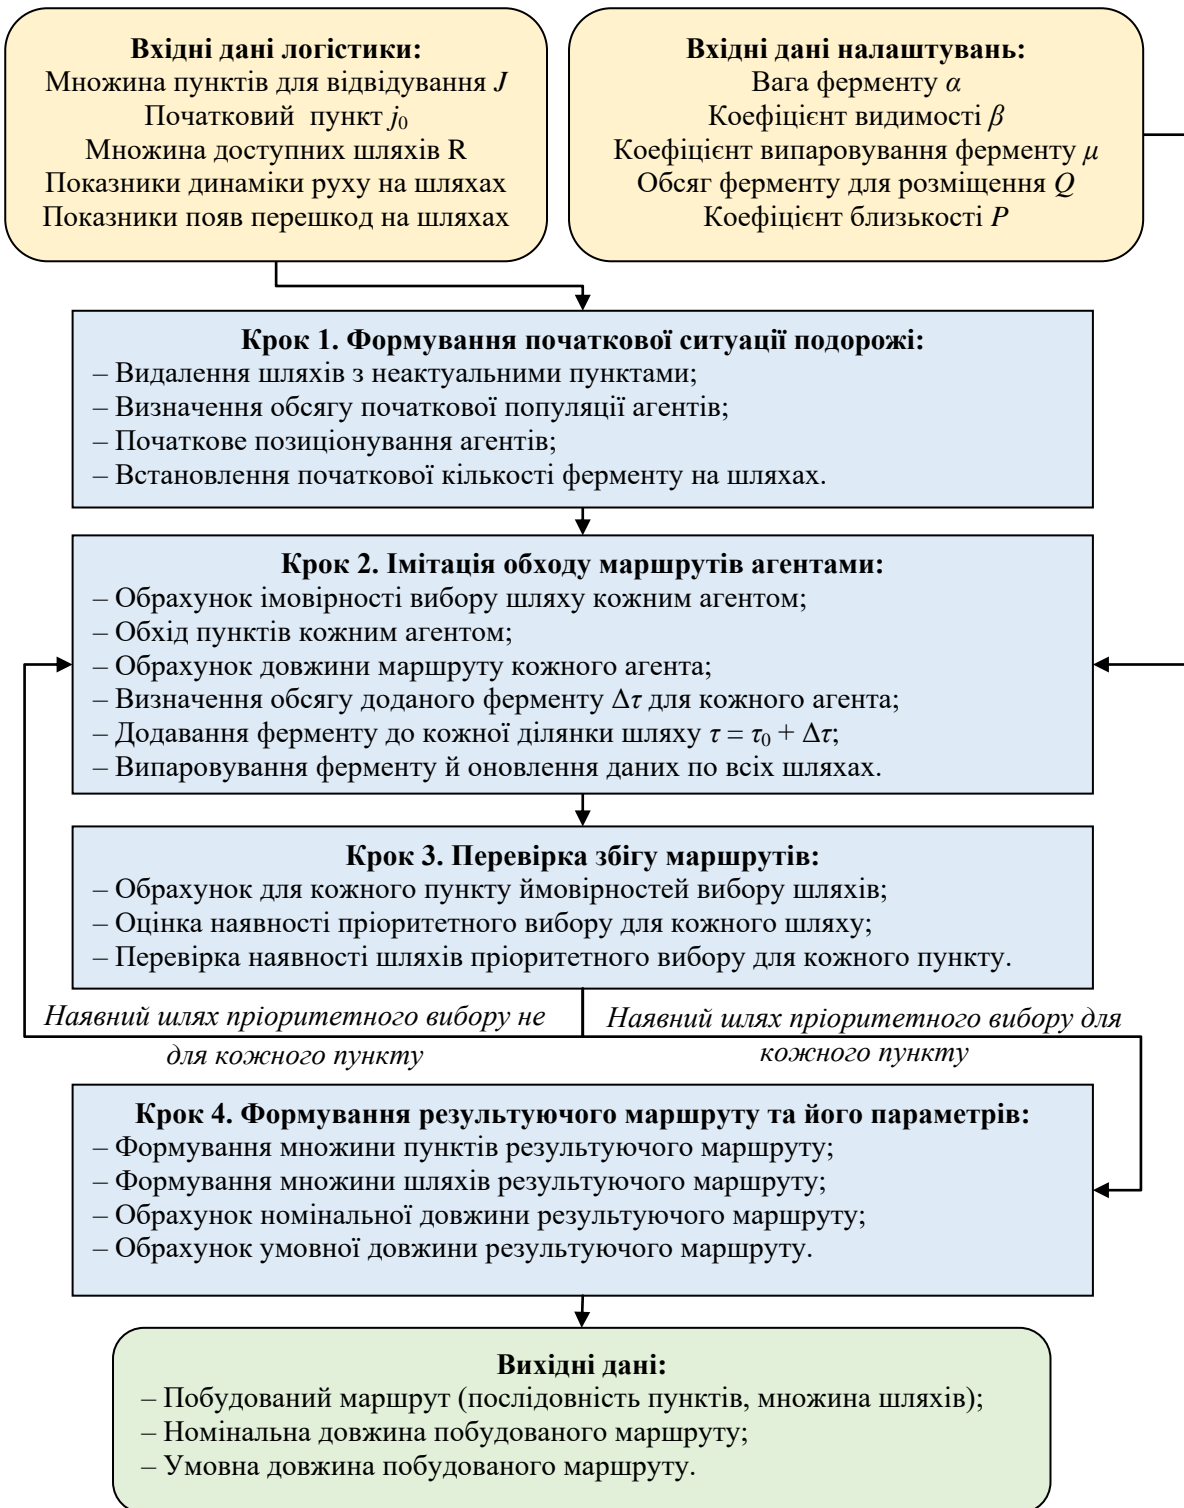 Вхідні дані логістики:
Множина пунктів для відвідування J
Початковий пункт j0
Множина доступних шляхів R
Показники динаміки руху на шляхах
Показники появ перешкод на шляхах
Вхідні дані налаштувань:
Вага ферменту α
Коефіцієнт видимості β
Коефіцієнт випаровування ферменту μ
Обсяг ферменту для розміщення Q
Коефіцієнт близькості P
Крок 1. Формування початкової ситуації подорожі:
– Видалення шляхів з неактуальними пунктами;
– Визначення обсягу початкової популяції агентів;
– Початкове позиціонування агентів;
– Встановлення початкової кількості ферменту на шляхах.
Крок 2. Імітація обходу маршрутів агентами:
– Обрахунок імовірності вибору шляху кожним агентом;
– Обхід пунктів кожним агентом;
– Обрахунок довжини маршруту кожного агента;
– Визначення обсягу доданого ферменту Δτ для кожного агента;
– Додавання ферменту до кожної ділянки шляху τ = τ0 + Δτ;
– Випаровування ферменту й оновлення даних по всіх шляхах.
Крок 3. Перевірка збігу маршрутів:
– Обрахунок для кожного пункту ймовірностей вибору шляхів;
– Оцінка наявності пріоритетного вибору для кожного шляху;
– Перевірка наявності шляхів пріоритетного вибору для кожного пункту.
Наявний шлях пріоритетного вибору не
для кожного пункту
Наявний шлях пріоритетного вибору для
кожного пункту
Крок 4. Формування результуючого маршруту та його параметрів:
– Формування множини пунктів результуючого маршруту;
– Формування множини шляхів результуючого маршруту;
– Обрахунок номінальної довжини результуючого маршруту;
– Обрахунок умовної довжини результуючого маршруту.
Вихідні дані:
– Побудований маршрут (послідовність пунктів, множина шляхів);
– Номінальна довжина побудованого маршруту;
– Умовна довжина побудованого маршруту.